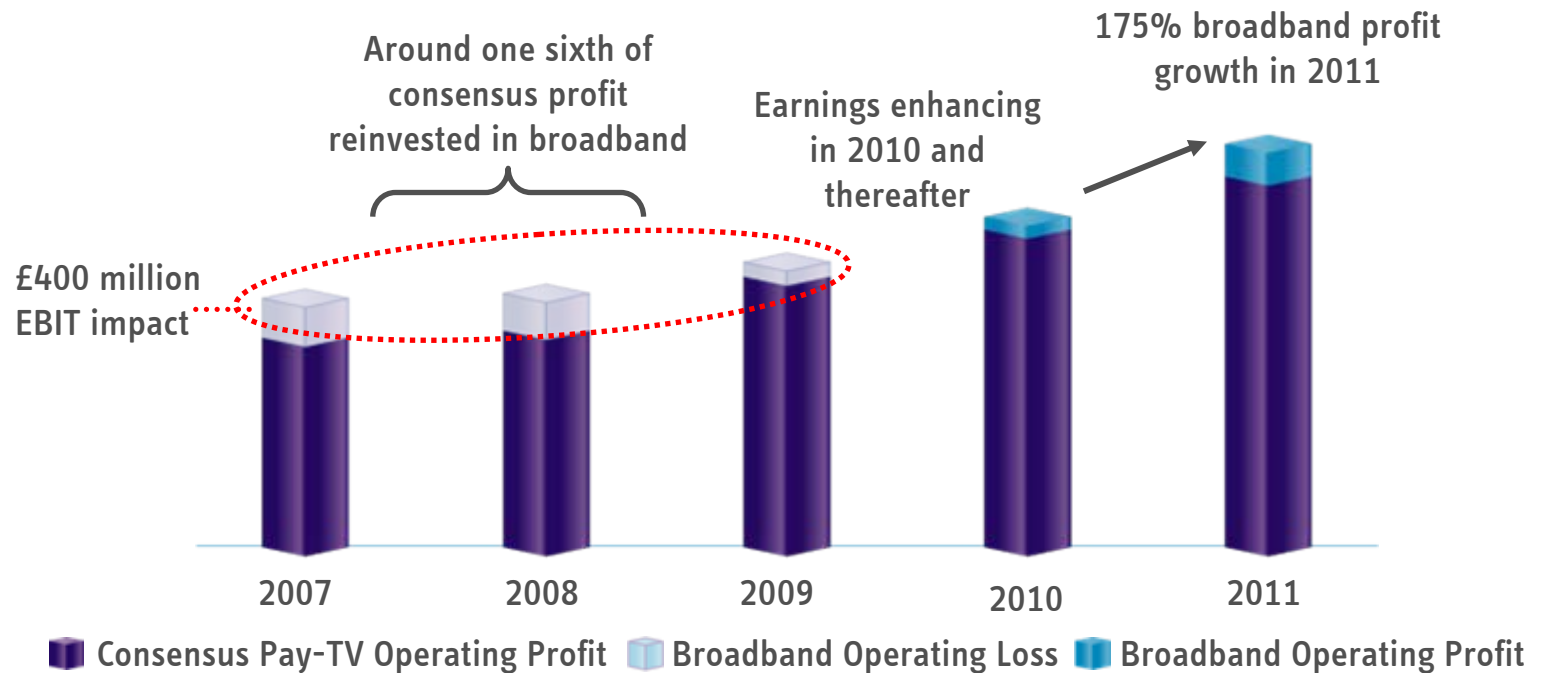 175% broadband profit
growth in 2011
Around one sixth of
consensus profit
reinvested in broadband
Earnings enhancing
in 2010 and
thereafter
£400 million
EBIT impact
2007 2008 2009 2010 2011
Consensus Pay-TV Operating Profit Broadband Operating Loss Broadband Operating Profit